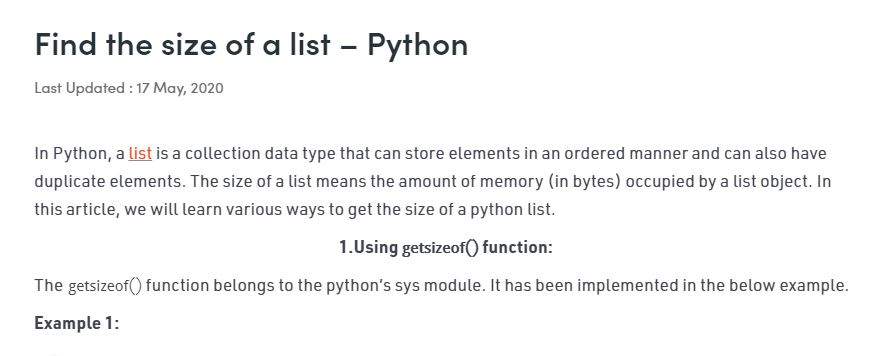 Find the size of a list – Python
Last Updated : 17 May, 2020
In Python, a list is a collection data type that can store elements in an ordered manner and can also have
duplicate elements. The size of a list means the amount of memory (in bytes) occupied by a list object. In
this article, we will learn various ways to get the size of a python list.
1.Using getsizeof() function:
The getsizeof() function belongs to the python's sys module. It has been implemented in the below example.
Example 1: